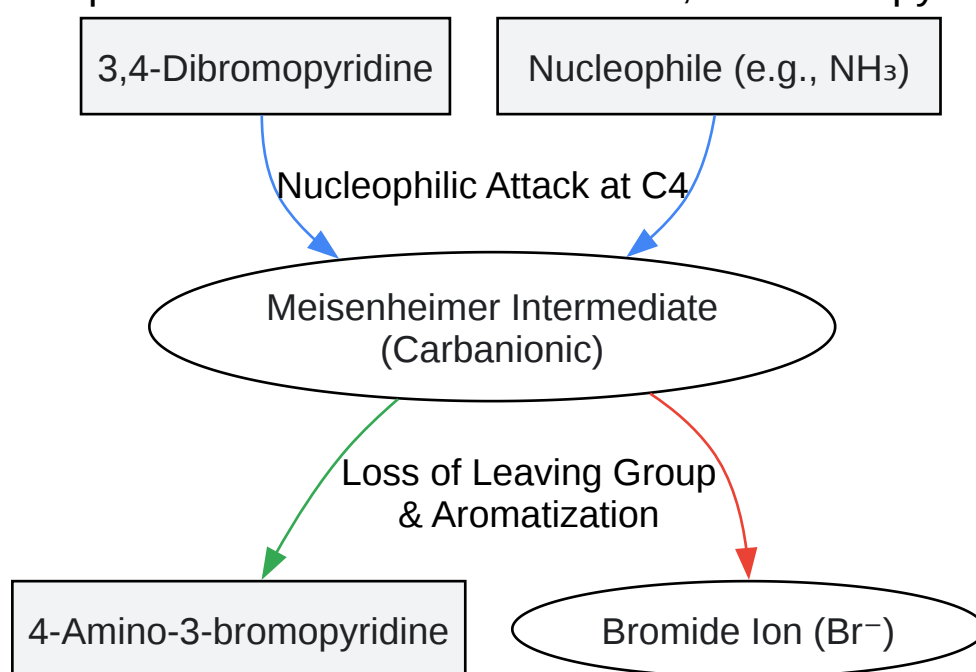 3,4-Dibromopyridine
Nucleophile (e.g., NH₃)
Nucleophilic Attack at C4
Meisenheimer Intermediate
(Carbanionic)
Loss of Leaving Group
& Aromatization
4-Amino-3-bromopyridine
Bromide Ion (Br⁻)